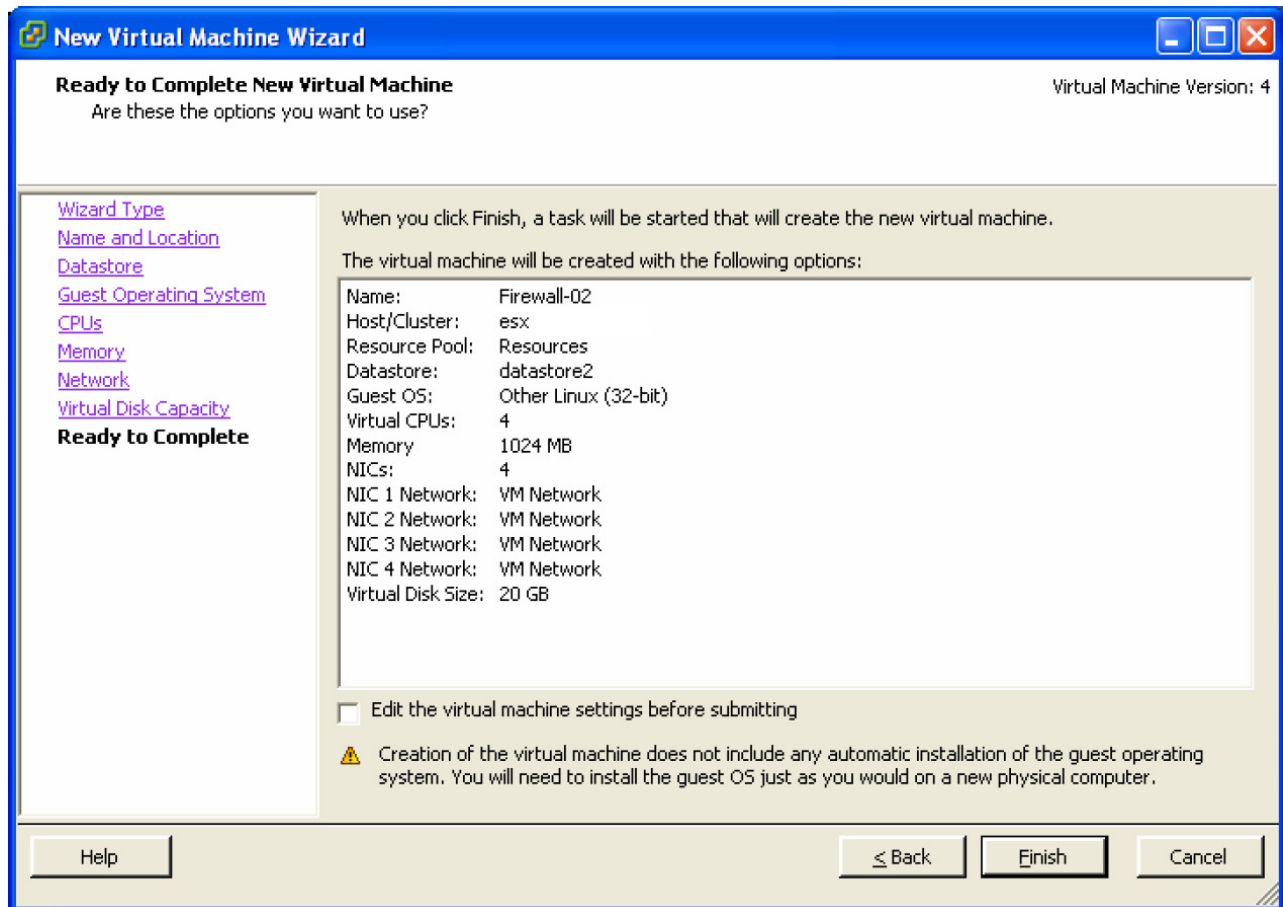 New Virtual Machine Wizard
Ready to Complete New Virtual Machine
Virtual Machine Version: 4
Are these the options you want to use?
Wizard Type
Name and Location
Datastore
Guest Operating System
CPUs
Memory
Network
Virtual Disk Capacity
Ready to Complete
When you click Finish, a task will be started that will create the new virtual machine.
The virtual machine will be created with the following options:
Name: Firewall-02
Host/Cluster: esx
Resource Pool: Resources
Datastore: datastore2
Guest OS: Other Linux (32-bit)
Virtual CPUs: 4
Memory 1024 MB
NICs: 4
NIC 1 Network: VM Network
NIC 2 Network: VM Network
NIC 3 Network: VM Network
NIC 4 Network: VM Network
Virtual Disk Size: 20 GB
Edit the virtual machine settings before submitting
Creation of the virtual machine does not include any automatic installation of the guest operating
system. You will need to install the guest OS just as you would on a new physical computer.
Help
< Back
Finish
Cancel